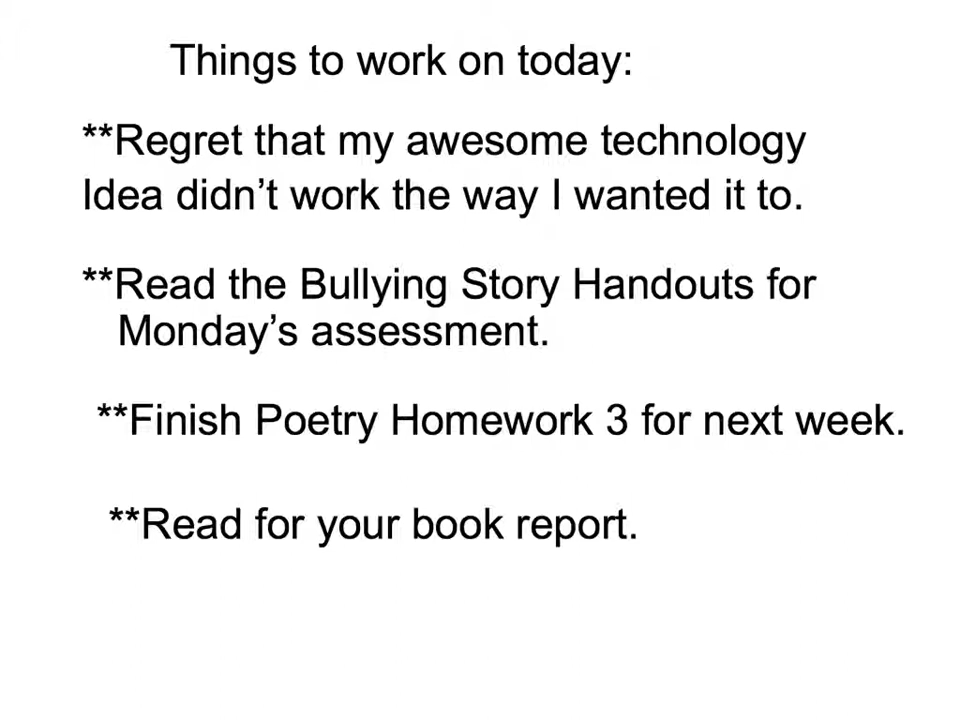 Things to work on today:
**Regret that my awesome technology
Idea didn’t work the way I wanted it to.
**Read the Bullying Story Handouts for
Monday’s assessment.
**Finish Poetry Homework 3 for next week.
**Read for your book report.